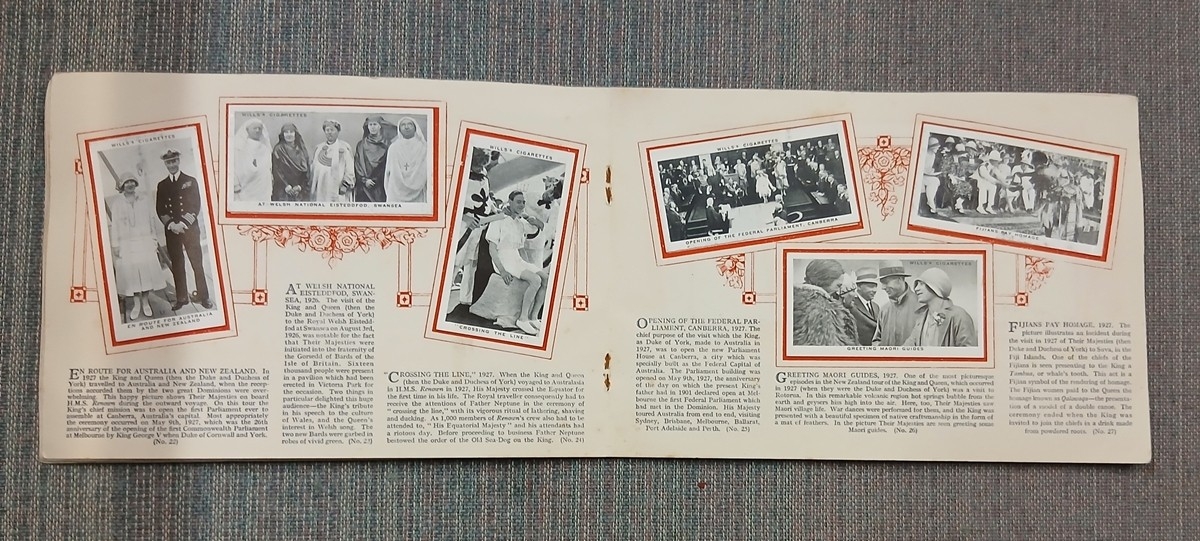 WILLS'S CIGARETTES
EN ROUTE FOR AUSTRALIA
AND NEW ZEALAND
WILLS'S CIGARETTES
AT WELSH NATIONAL EISTEDDFOD, SWANSEA
WILLS'S CIGARETTES
"CROSSING THE LINE"
EN ROUTE FOR AUSTRALIA AND NEW ZEALAND. In
1927 the King and Queen (then the Duke and Duchess of
York) travelled to Australia and New Zealand, when the recep-
tions accorded them by the two great Dominions were over-
whelming. This happy picture shows Their Majesties on board
H.M.S. Renown during the outward voyage. On this tour the
King's chief mission was to open the first Parliament ever to
assemble at Canberra, Australia's capital. Most appropriately
the ceremony occurred on May 9th, 1927, which was the 26th
anniversary of the opening of the first Commonwealth Parliament
at Melbourne by King George V when Duke of Cornwall and York.
(No. 22)
AT WELSH NATIONAL
EISTEDDFOD, SWAN-
SEA, 1926. The visit of the
King and Queen (then the
Duke and Duchess of York)
to the Royal Welsh Eistedd-
fod at Swansea on August 3rd,
1926, was notable for the fact
that Their Majesties were
initiated into the fraternity of
the Gorsedd of Bards of the
Isle of Britain. Sixteen
thousand people were present
in a pavilion which had been
erected in Victoria Park for
the occasion. Two things in
particular delighted this huge
audience—the King's tribute
in his speech to the culture
of Wales, and the Queen's
interest in Welsh song. The
two new Bards were garbed in
robes of vivid green. (No. 23)
"CROSSING THE LINE," 1927. When the King and Queen
(then the Duke and Duchess of York) voyaged to Australasia
in H.M.S. Renown in 1927, His Majesty crossed the Equator for
the first time in his life. The Royal traveller consequently had to
receive the attentions of Father Neptune in the ceremony of
"crossing the line," with its vigorous ritual of lathering, shaving
and ducking. As 1,000 members of Renown's crew also had to be
attended to, "His Equatorial Majesty" and his attendants had
a riotous day. Before proceeding to business Father Neptune
bestowed the order of the Old Sea-Dog on the King. (No. 24)
WILLS'S CIGARETTES
OPENING OF THE FEDERAL PARLIAMENT, CANBERRA
WILLS'S CIGARETTES
GREETING MAORI GUIDES
WILLS'S CIGARETTES
FIJIANS PAY HOMAGE
OPENING OF THE FEDERAL PAR-
LIAMENT, CANBERRA, 1927. The
chief purpose of the visit which the King,
as Duke of York, made to Australia in
1927, was to open the new Parliament
House at Canberra, a city which was
specially built as the Federal Capital of
Australia. The Parliament building was
opened on May 9th, 1927, the anniversary
of the day on which the present King's
father had in 1901 declared open at Mel-
bourne the first Federal Parliament which
had met in the Dominion. His Majesty
toured Australia from end to end, visiting
Sydney, Brisbane, Melbourne, Ballarat,
Port Adelaide and Perth. (No. 25)
GREETING MAORI GUIDES, 1927. One of the most picturesque
episodes in the New Zealand tour of the King and Queen, which occurred
in 1927 (when they were the Duke and Duchess of York) was a visit to
Rotorua. In this remarkable volcanic region hot springs bubble from the
earth and geysers hiss high into the air. Here, too, Their Majesties saw
Maori village life. War dances were performed for them, and the King was
presented with a beautiful specimen of native craftsmanship in the form of
a mat of feathers. In the picture Their Majesties are seen greeting some
Maori guides. (No. 26)
FIJIANS PAY HOMAGE, 1927. The
picture illustrates an incident during
the visit in 1927 of Their Majesties (then
Duke and Duchess of York) to Suva, in the
Fiji Islands. One of the chiefs of the
Fijians is seen presenting to the King a
Tambua, or whale's tooth. This act is a
Fijian symbol of the rendering of homage.
The Fijian women paid to the Queen the
homage known as the presenta-
tion of a of a double The
ceremony ended when the King was
invited to join the chiefs in a drink made
from powdered roots. (No. 27)